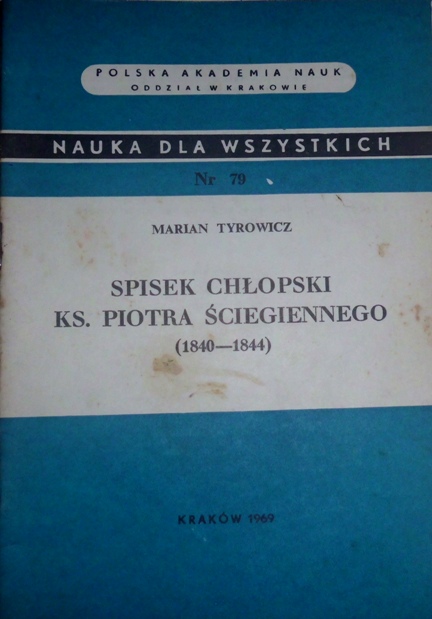 POLSKA AKADEMIA NAUK
ODDZIAŁ W KRAKOWIE
NAUKA DLA WSZYSTKICH
Nr 79
MARIAN TYROWICZ
SPISEK CHŁOPSKI
KS. PIOTRA ŚCIEGIENNEGO
(1840—1844)
KRAKÓW 1969